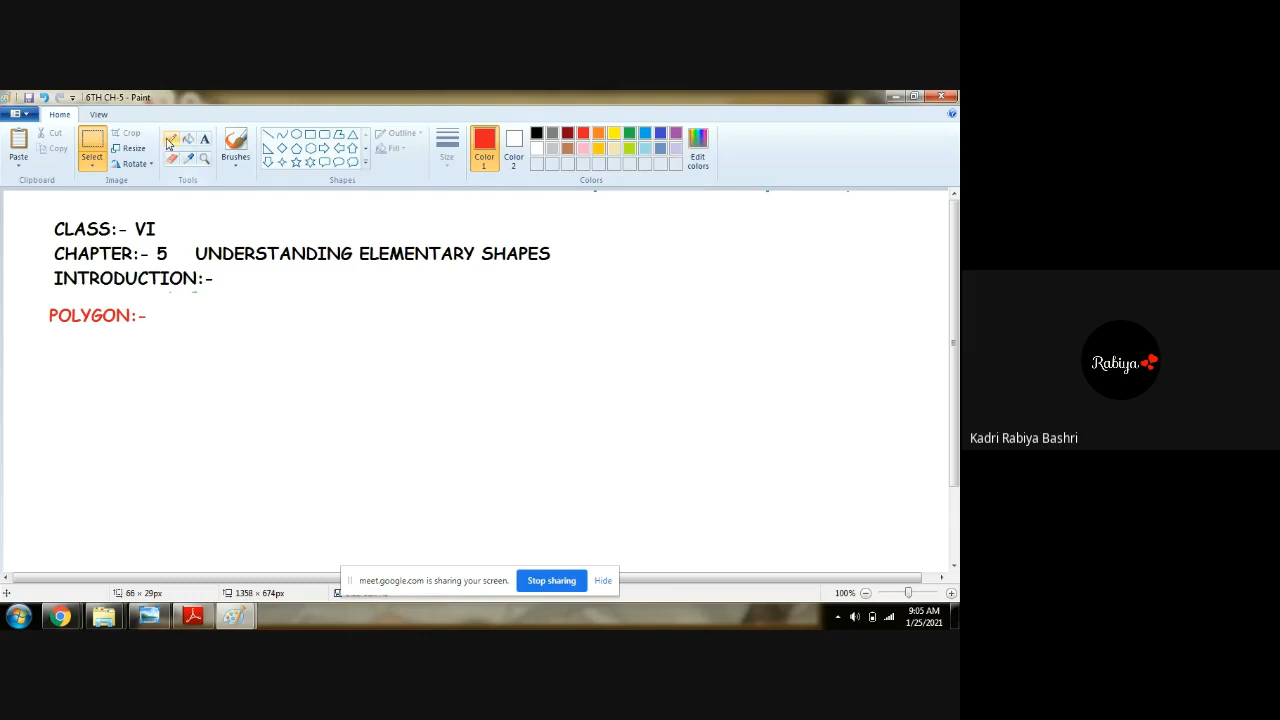 6TH CH-5 - Paint
Home
View
Paste
Cut
Copy
Clipboard
Select
Crop
Resize
Rotate
Image
Tools
Brushes
Shapes
Outline
Fill
Size
Color 1
Color 2
Edit colors
Colors
CLASS:- VI
CHAPTER:- 5 UNDERSTANDING ELEMENTARY SHAPES
INTRODUCTION:-
POLYGON:-
Rabiya
Kadri Rabiya Bashri
meet.google.com is sharing your screen.
Stop sharing
Hide
66 × 29px
1358 × 674px
100%
9:05 AM
1/25/2021